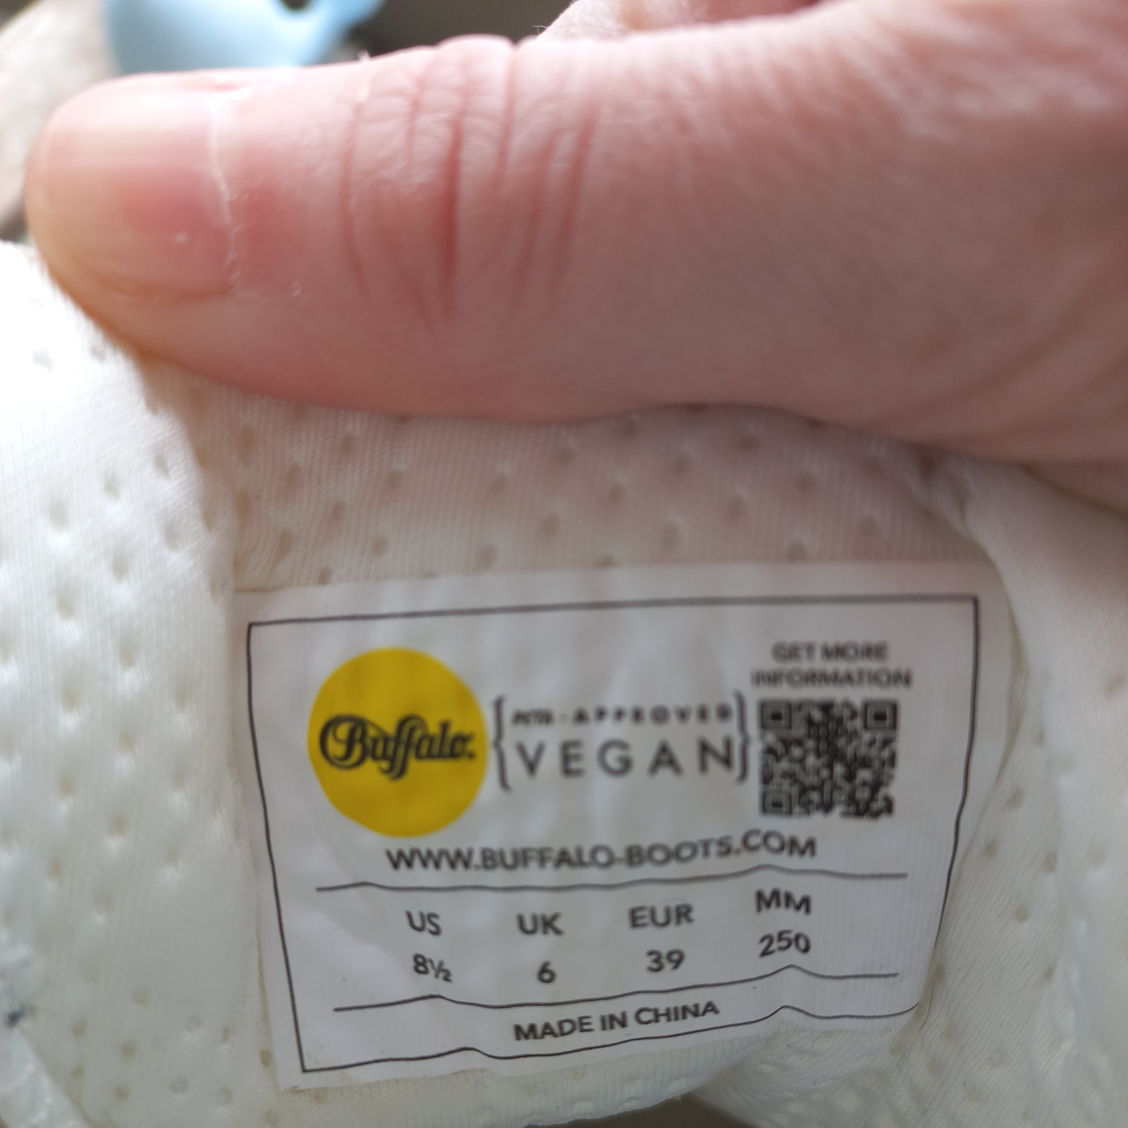 GET MORE
INFORMATION
Buffalo.
PETA - APPROVED
VEGAN
WWW.BUFFALO-BOOTS.COM
US UK EUR MM
8½ 6 39 250
MADE IN CHINA